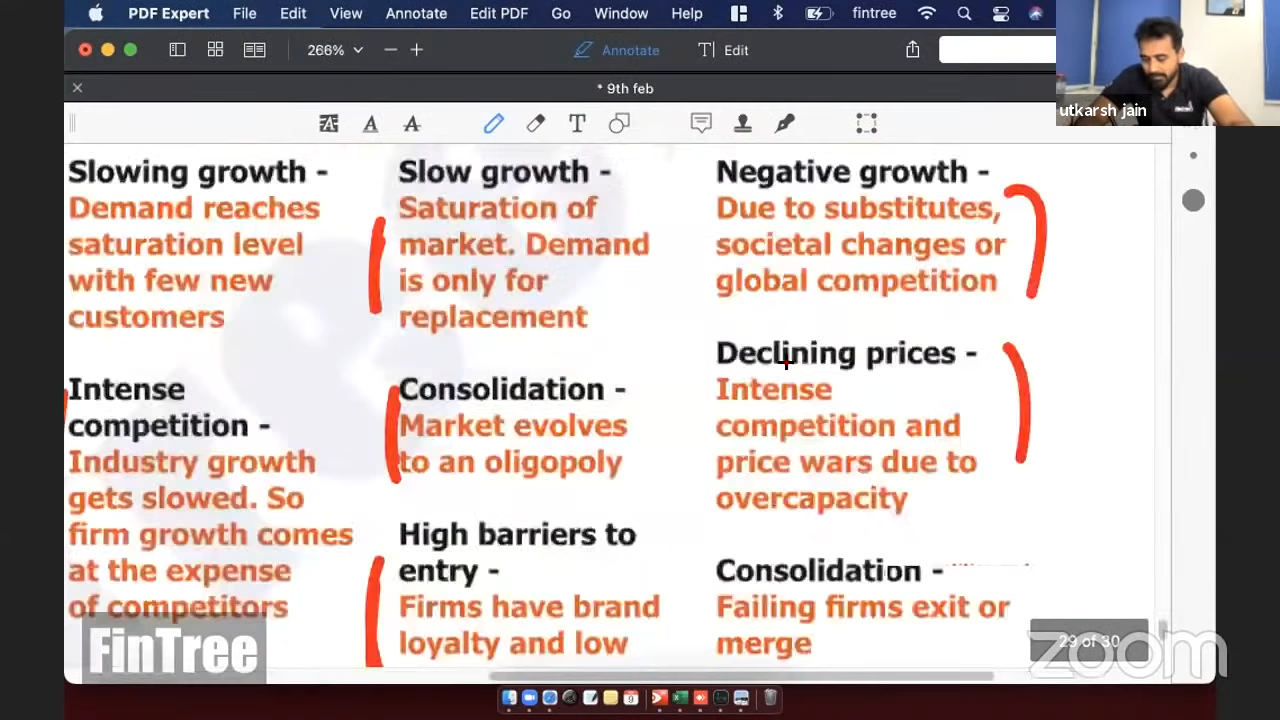 PDF Expert File Edit View Annotate Edit PDF Go Window Help fintree
266% Annotate T Edit
* 9th feb
utkarsh jain
Slowing growth -
Demand reaches
saturation level
with few new
customers
Intense
competition -
Industry growth
gets slowed. So
firm growth comes
at the expense
of competitors
Slow growth -
Saturation of
market. Demand
is only for
replacement
Consolidation -
Market evolves
to an oligopoly
High barriers to
entry -
Firms have brand
loyalty and low
Negative growth -
Due to substitutes,
societal changes or
global competition
Declining prices -
Intense
competition and
price wars due to
overcapacity
Consolidation -
Failing firms exit or
merge
FinTree
29 of 30
zoom